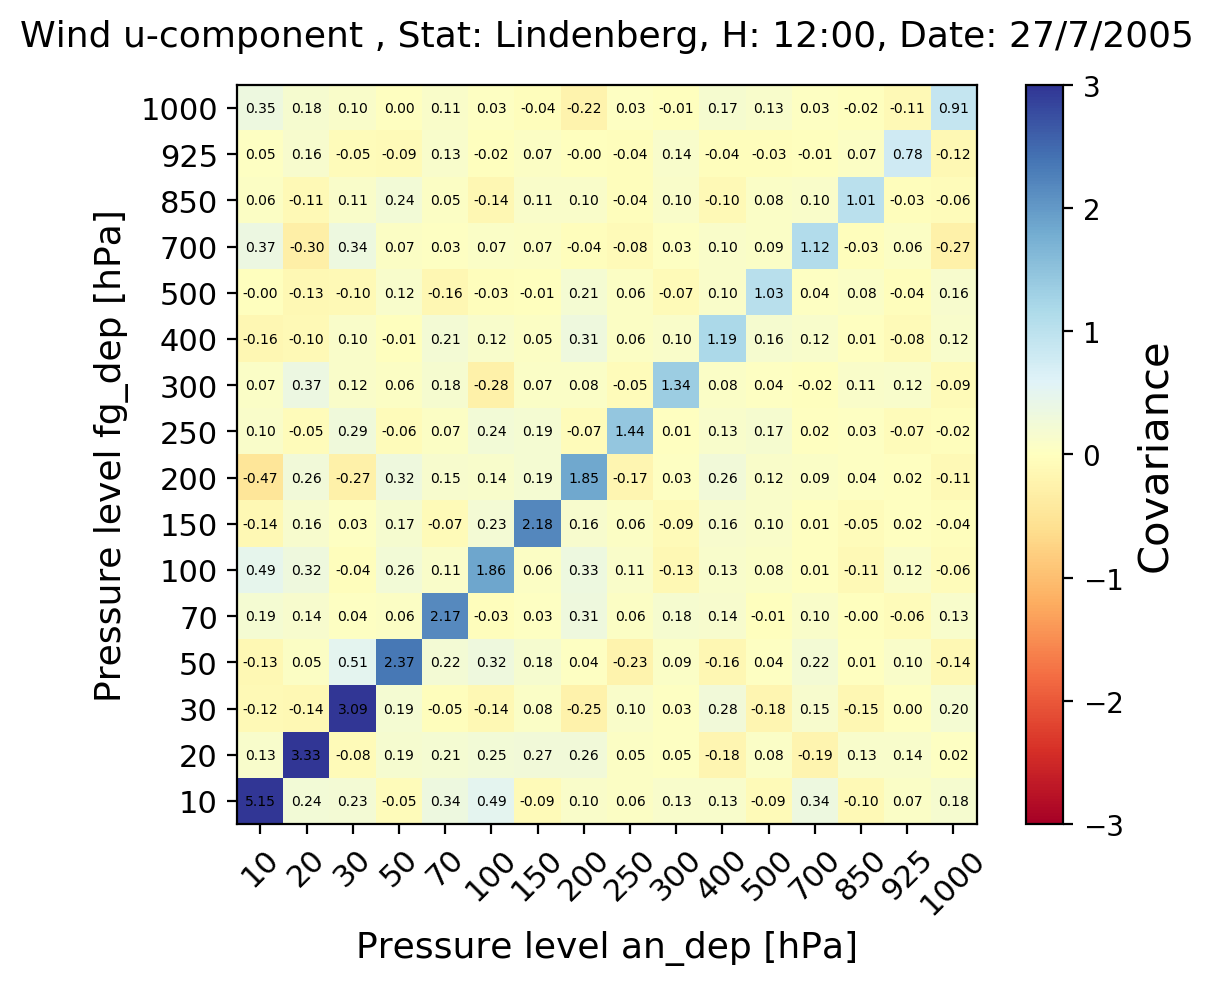 Wind u-component , Stat: Lindenberg, H: 12:00, Date: 27/7/2005
1000 0.35 0.18 0.10 0.00 0.11 0.03 -0.04 -0.22 0.03 -0.01 0.17 0.13 0.03 -0.02 -0.11 0.91
925 0.05 0.16 -0.05 -0.09 0.13 -0.02 0.07 -0.00 -0.04 0.14 -0.04 -0.03 -0.01 0.07 0.78 -0.12
850 0.06 -0.11 0.11 0.24 0.05 -0.14 0.11 0.10 -0.04 0.10 -0.10 0.08 0.10 1.01 -0.03 -0.06
700 0.37 -0.30 0.34 0.07 0.03 0.07 0.07 -0.04 -0.08 0.03 0.10 0.09 1.12 -0.03 0.06 -0.27
500 -0.00 -0.13 -0.10 0.12 -0.16 -0.03 -0.01 0.21 0.06 -0.07 0.10 1.03 0.04 0.08 -0.04 0.16
400 -0.16 -0.10 0.10 -0.01 0.21 0.12 0.05 0.31 0.06 0.10 1.19 0.16 0.12 0.01 -0.08 0.12
300 0.07 0.37 0.12 0.06 0.18 -0.28 0.07 0.08 -0.05 1.34 0.08 0.04 -0.02 0.11 0.12 -0.09
250 0.10 -0.05 0.29 -0.06 0.07 0.24 0.19 -0.07 1.44 0.01 0.13 0.17 0.02 0.03 -0.07 -0.02
200 -0.47 0.26 -0.27 0.32 0.15 0.14 0.19 1.85 -0.17 0.03 0.26 0.12 0.09 0.04 0.02 -0.11
150 -0.14 0.16 0.03 0.17 -0.07 0.23 2.18 0.16 0.06 -0.09 0.16 0.10 0.01 -0.05 0.02 -0.04
100 0.49 0.32 -0.04 0.26 0.11 1.86 0.06 0.33 0.11 -0.13 0.13 0.08 0.01 -0.11 0.12 -0.06
70 0.19 0.14 0.04 0.06 2.17 -0.03 0.03 0.31 0.06 0.18 0.14 -0.01 0.10 -0.00 -0.06 0.13
50 -0.13 0.05 0.51 2.37 0.22 0.32 0.18 0.04 -0.23 0.09 -0.16 0.04 0.22 0.01 0.10 -0.14
30 -0.12 -0.14 3.09 0.19 -0.05 -0.14 0.08 -0.25 0.10 0.03 0.28 -0.18 0.15 -0.15 0.00 0.20
20 0.13 3.33 -0.08 0.19 0.21 0.25 0.27 0.26 0.05 0.05 -0.18 0.08 -0.19 0.13 0.14 0.02
10 5.15 0.24 0.23 -0.05 0.34 0.49 -0.09 0.10 0.06 0.13 0.13 -0.09 0.34 -0.10 0.07 0.18
10 20 30 50 70 100 150 200 250 300 400 500 700 850 925 1000
Pressure level an_dep [hPa]
Pressure level fg_dep [hPa]
3
2
1
0
−1
−2
−3
Covariance